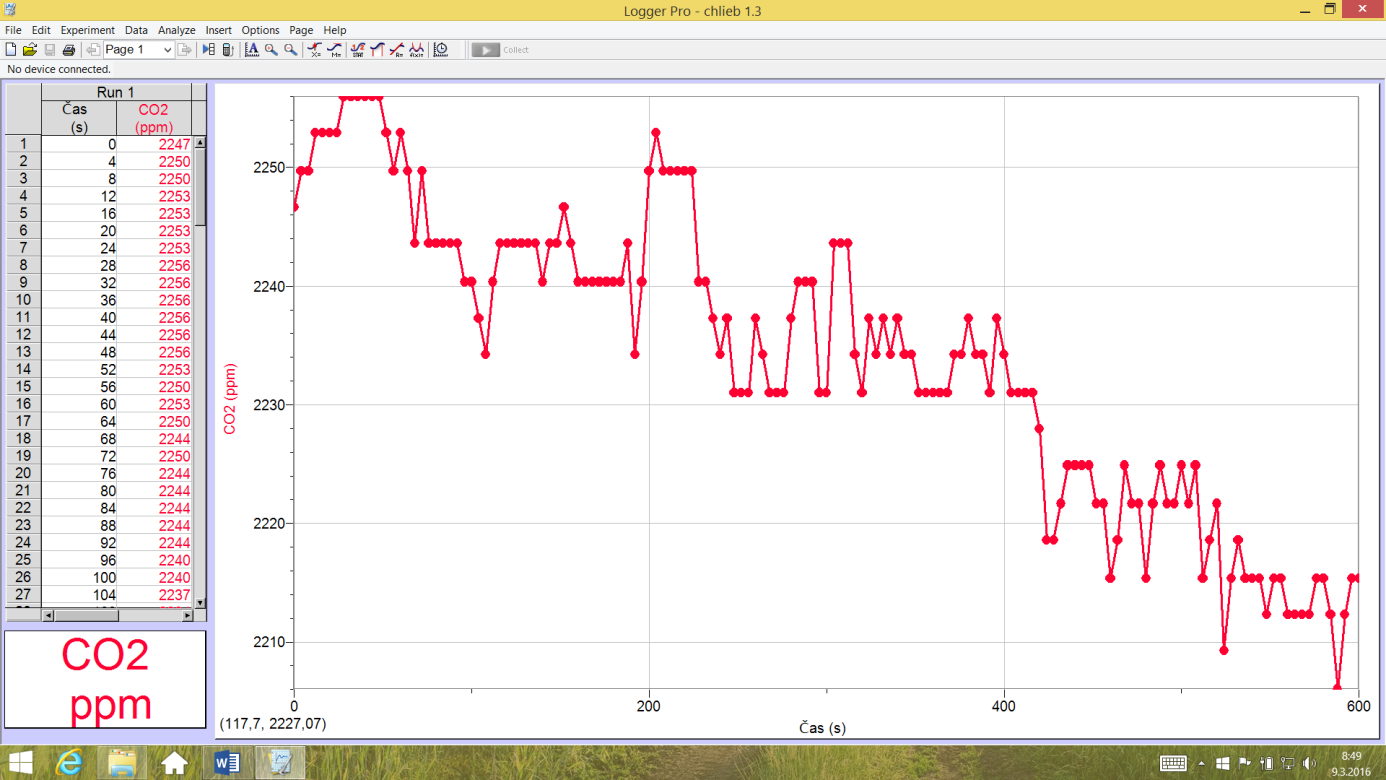 Logger Pro - chlieb 1.3
File Edit Experiment Data Analyze Insert Options Page Help
Page 1
Collect
No device connected.
Run 1
Čas (s) CO2 (ppm)
1 0 2247
2 4 2250
3 8 2250
4 12 2253
5 16 2253
6 20 2253
7 24 2253
8 28 2256
9 32 2256
10 36 2256
11 40 2256
12 44 2256
13 48 2256
14 52 2253
15 56 2250
16 60 2253
17 64 2250
18 68 2244
19 72 2250
20 76 2244
21 80 2244
22 84 2244
23 88 2244
24 92 2244
25 96 2240
26 100 2240
27 104 2237
CO2
ppm
CO2 (ppm)
2250
2240
2230
2220
2210
0 200 400 600
(117,7, 2227,07)
Čas (s)
8:49
9.3.2016